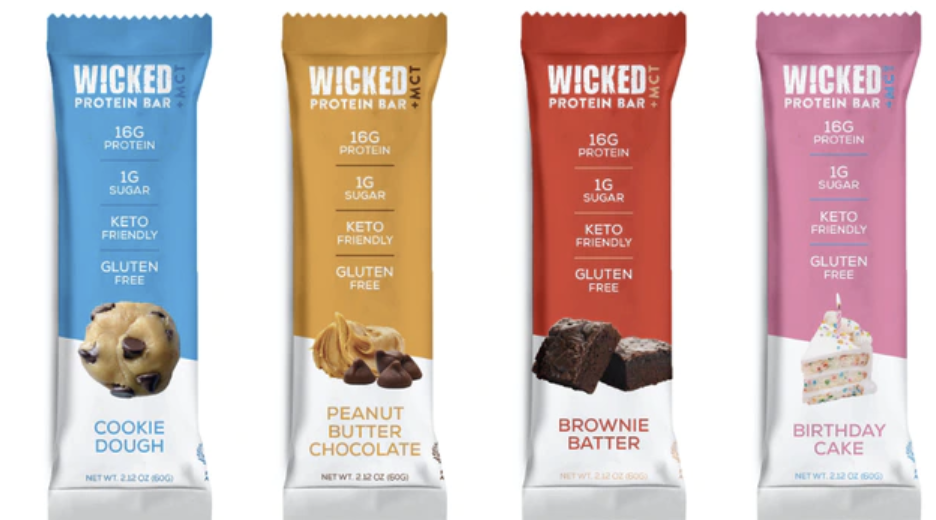 W!CKED
PROTEIN BAR +MCT
16G
PROTEIN
1G
SUGAR
KETO
FRIENDLY
GLUTEN
FREE
COOKIE
DOUGH
NET WT. 2.12 OZ (60G)
W!CKED
PROTEIN BAR +MCT
16G
PROTEIN
1G
SUGAR
KETO
FRIENDLY
GLUTEN
FREE
PEANUT
BUTTER
CHOCOLATE
NET WT. 2.12 OZ (60G)
W!CKED
PROTEIN BAR +MCT
16G
PROTEIN
1G
SUGAR
KETO
FRIENDLY
GLUTEN
FREE
BROWNIE
BATTER
NET WT. 2.12 OZ (60G)
W!CKED
PROTEIN BAR +MCT
16G
PROTEIN
1G
SUGAR
KETO
FRIENDLY
GLUTEN
FREE
BIRTHDAY
CAKE
NET WT. 2.12 OZ (60G)